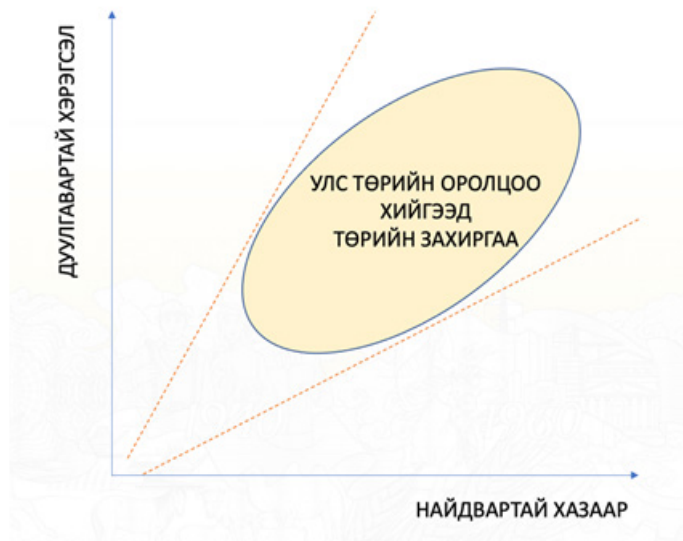 ДУУЛГАВАРТАЙ ХЭРЭГСЭЛ
УЛС ТӨРИЙН ОРОЛЦОО
ХИЙГЭЭД
ТӨРИЙН ЗАХИРГАА
НАЙДВАРТАЙ ХАЗААР